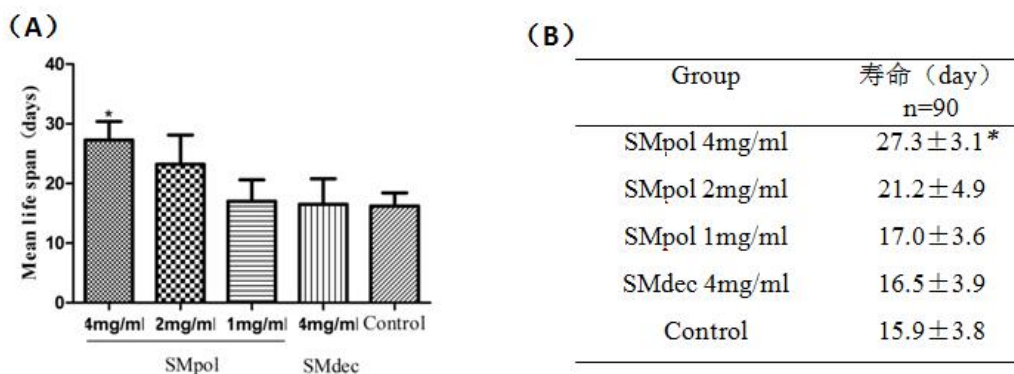 （A）
Mean life span（days）
40
30
20
10
0
*
4mg/ml 2mg/ml 1mg/ml 4mg/ml Control
SMpol SMdec
（B）
Group 寿命（day）
n=90
SMpol 4mg/ml 27.3±3.1*
SMpol 2mg/ml 21.2±4.9
SMpol 1mg/ml 17.0±3.6
SMdec 4mg/ml 16.5±3.9
Control 15.9±3.8